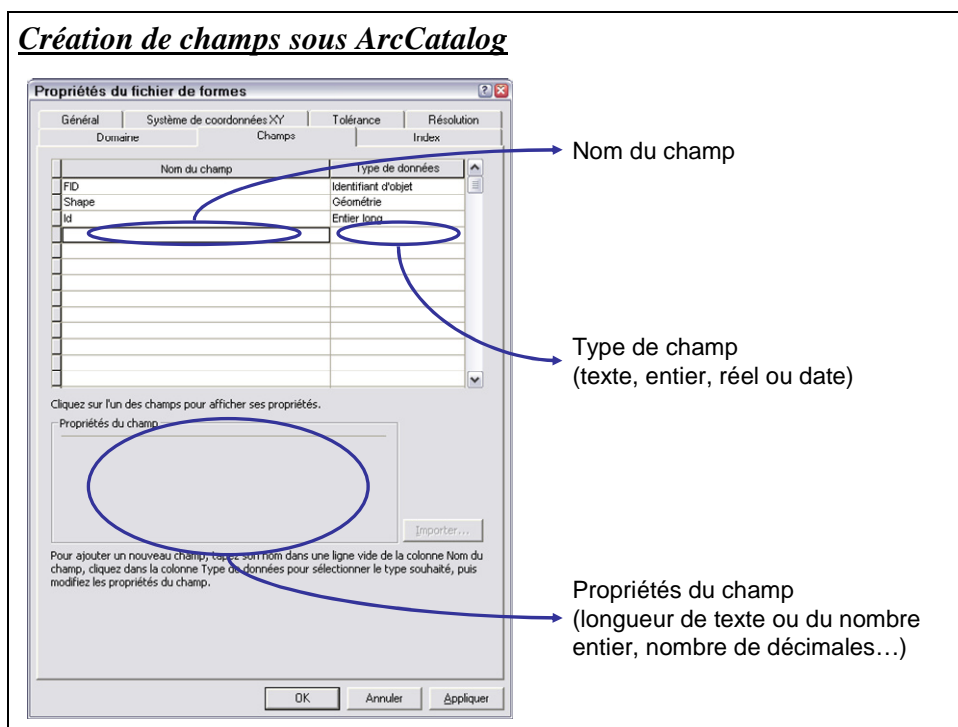 Création de champs sous ArcCatalog
Propriétés du fichier de formes
Général
Système de coordonnées XY
Tolérance
Résolution
Domaine
Champs
Index
Nom du champ
Type de données
FID
Identifiant d'objet
Shape
Géométrie
Id
Entier long
Nom du champ
Type de champ
(texte, entier, réel ou date)
Cliquez sur l'un des champs pour afficher ses propriétés.
Propriétés du champ
Importer...
Pour ajouter un nouveau champ, tapez son nom dans une ligne vide de la colonne Nom du
champ, cliquez dans la colonne Type de données pour sélectionner le type souhaité, puis
modifiez les propriétés du champ.
Propriétés du champ
(longueur de texte ou du nombre
entier, nombre de décimales…)
OK
Annuler
Appliquer